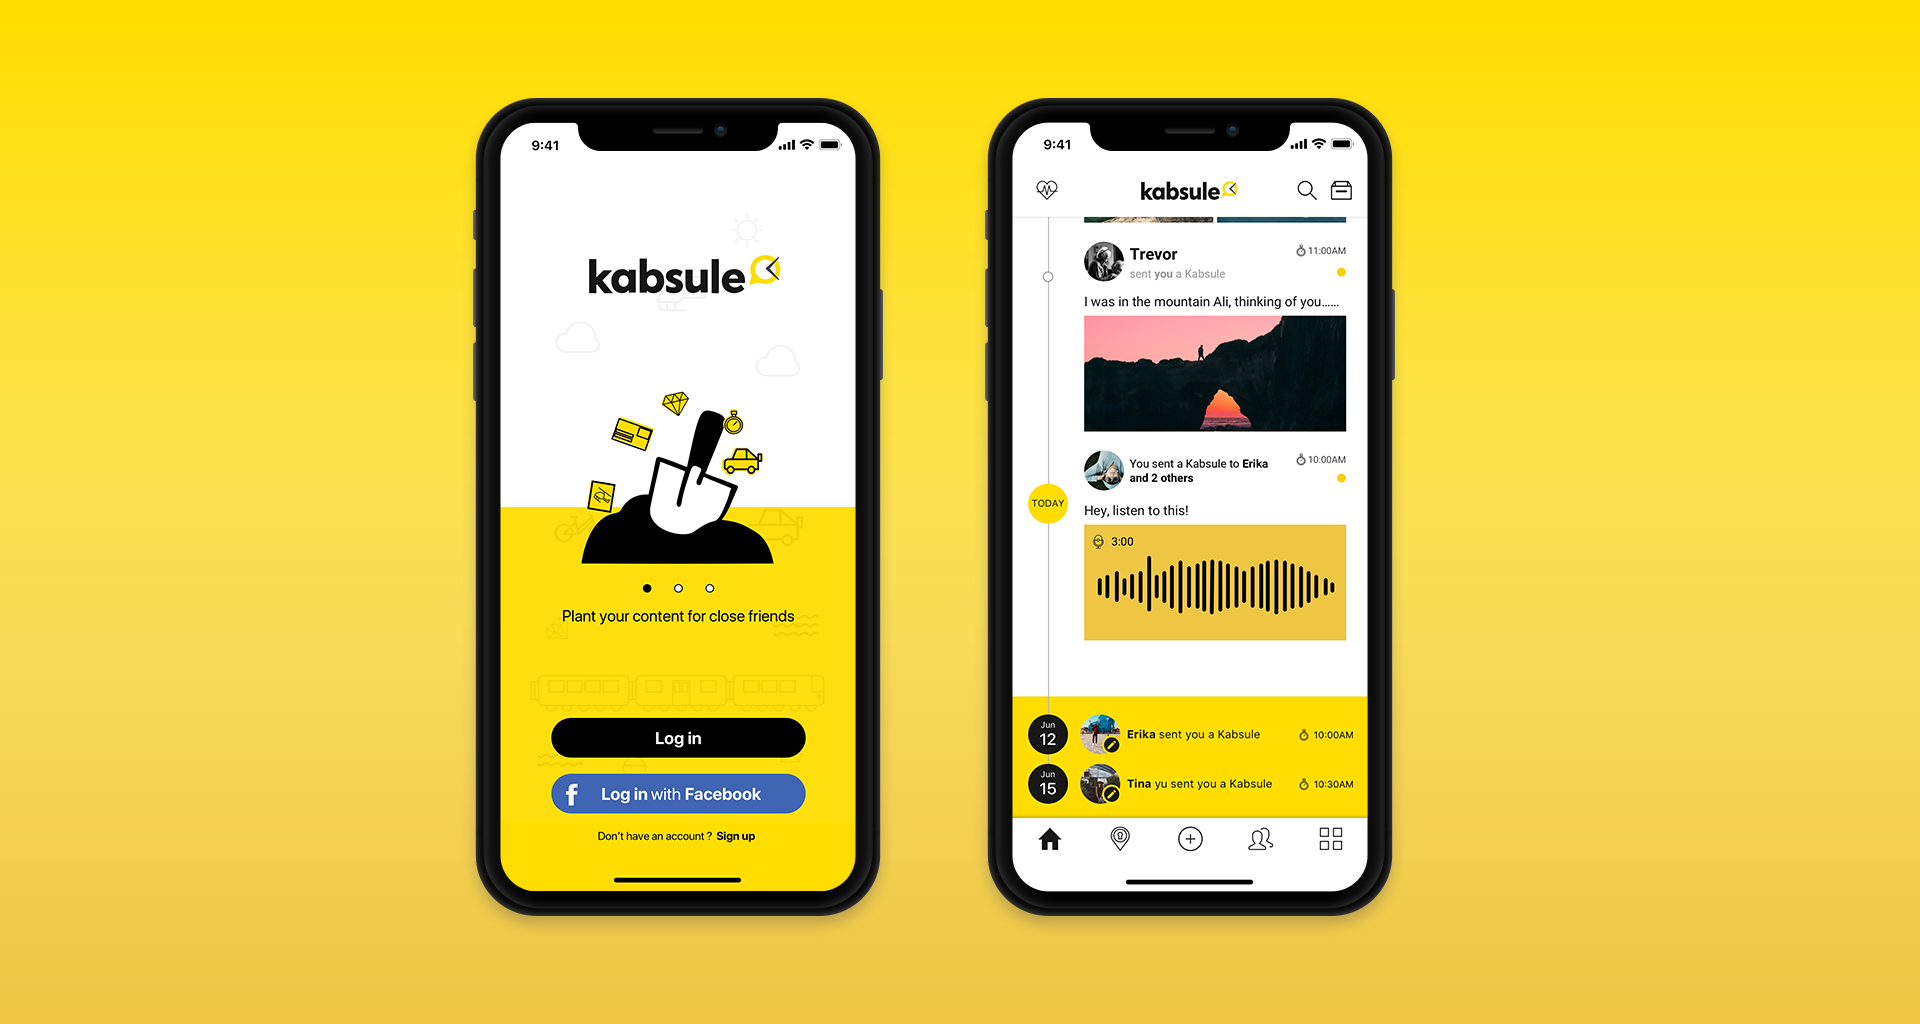 9:41
kabsule
Plant your content for close friends
Log in
Log in with Facebook
Don't have an account ? Sign up
9:41
kabsule
Trevor
11:00AM
sent you a Kabsule
I was in the mountain Ali, thinking of you......
You sent a Kabsule to Erika
and 2 others
10:00AM
TODAY
Hey, listen to this!
3:00
Jun
12
Erika sent you a Kabsule
10:00AM
Jun
15
Tina yu sent you a Kabsule
10:30AM